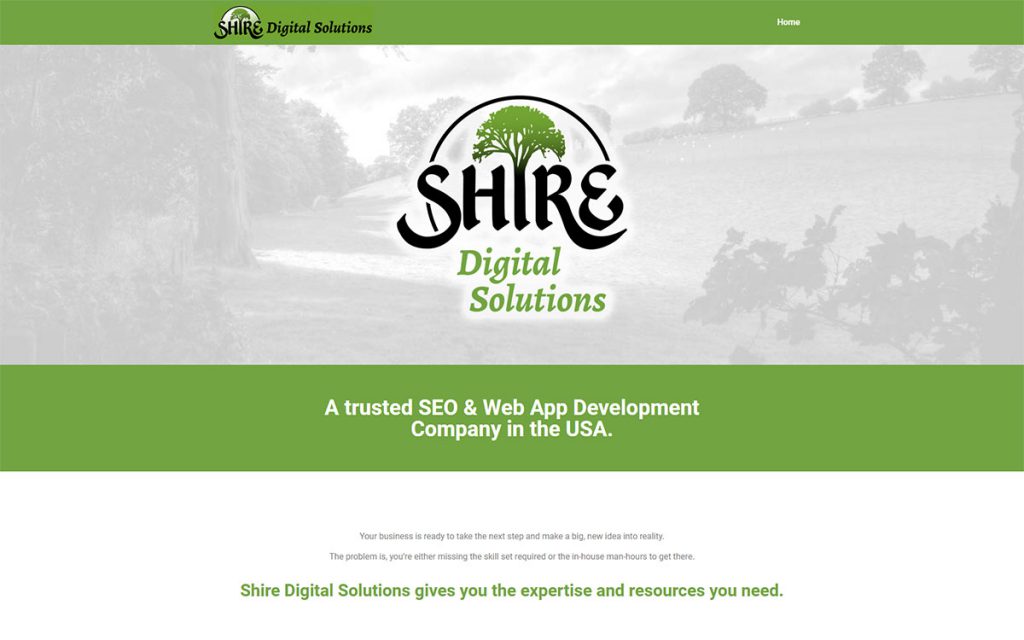 SHIRE Digital Solutions
Home
SHIRE
Digital
Solutions
A trusted SEO & Web App Development
Company in the USA.
Your business is ready to take the next step and make a big, new idea into reality.
The problem is, you're either missing the skill set required or the in-house man-hours to get there.
Shire Digital Solutions gives you the expertise and resources you need.